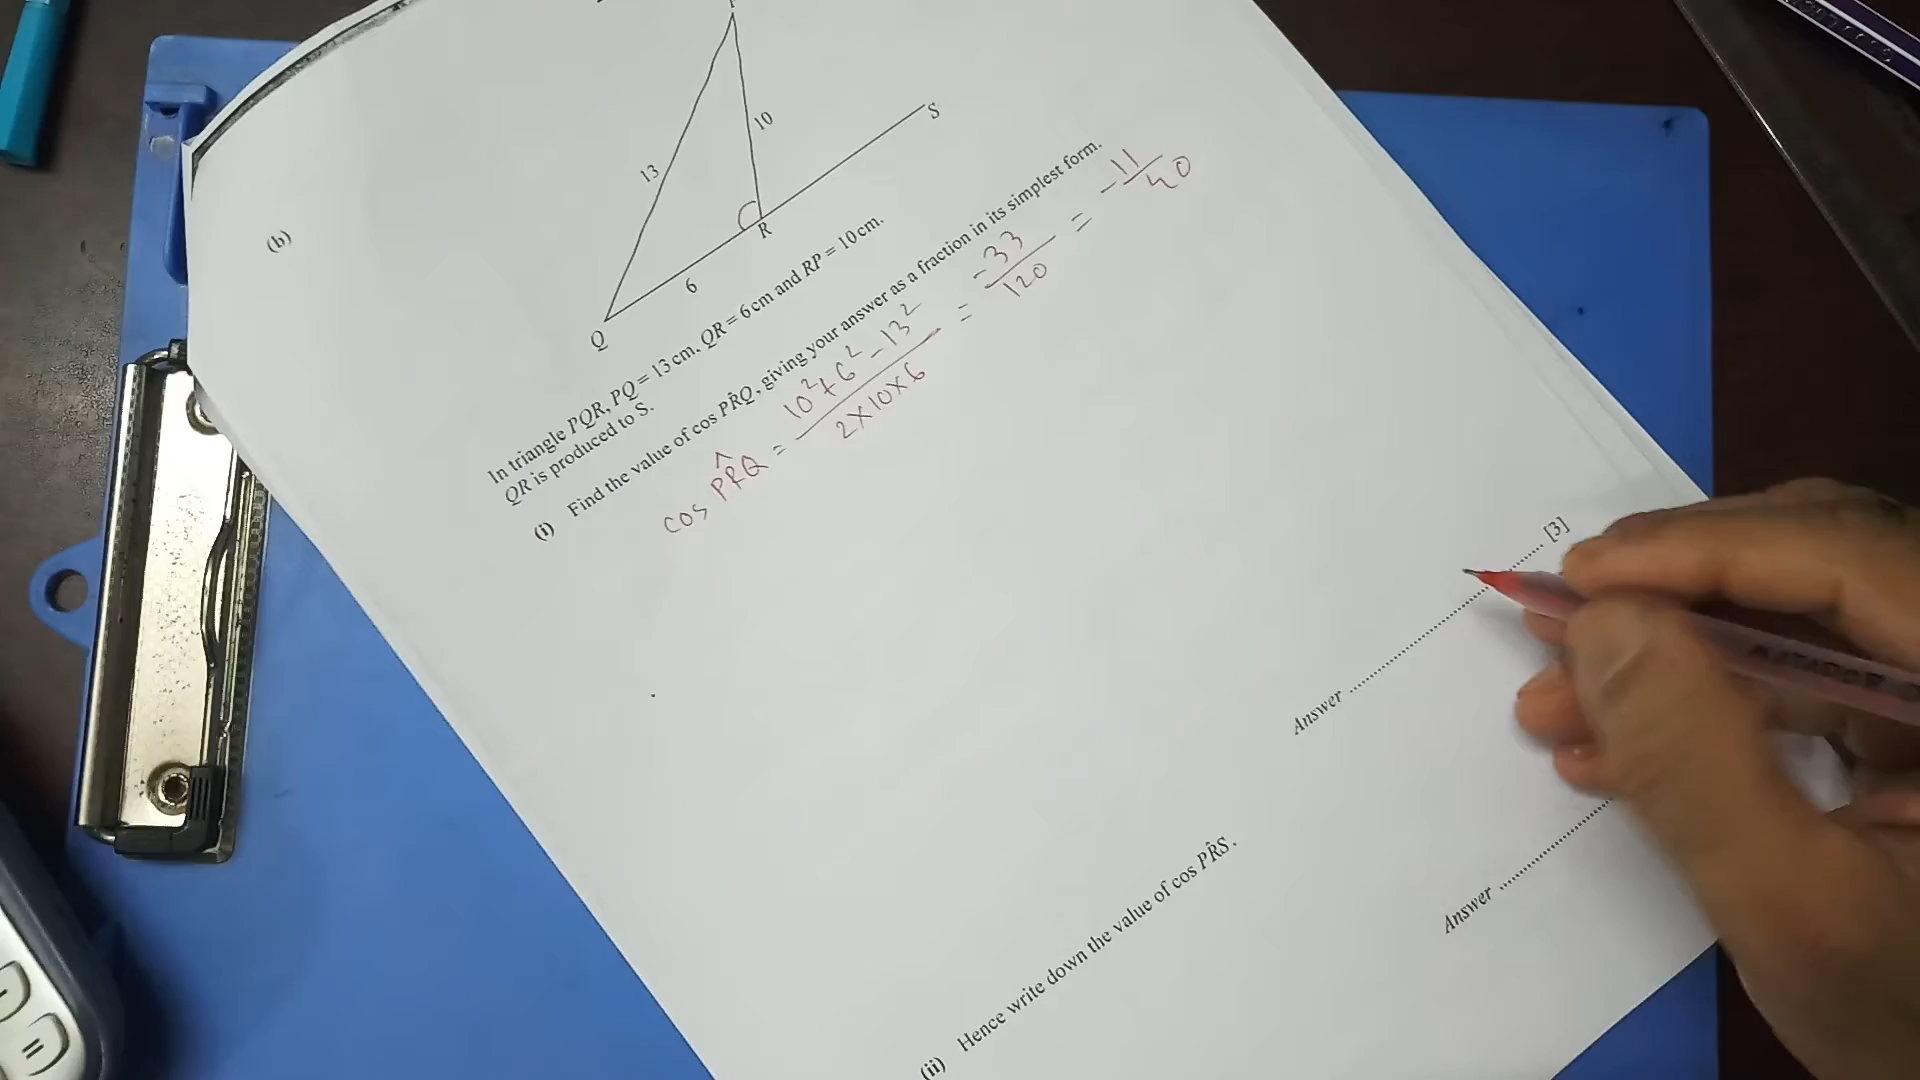 (b)
13
10
S
R
6
Q
In triangle PQR, PQ = 13 cm, QR = 6 cm and RP = 10 cm.
QR is produced to S.
(i) Find the value of cos PR̂Q, giving your answer as a fraction in its simplest form.
cos PR̂Q = 10² + 6² - 13² / 2 × 10 × 6 = -33 / 120 = -11 / 40
Answer .................... [3]
(ii) Hence write down the value of cos PR̂S.
Answer ....................
=